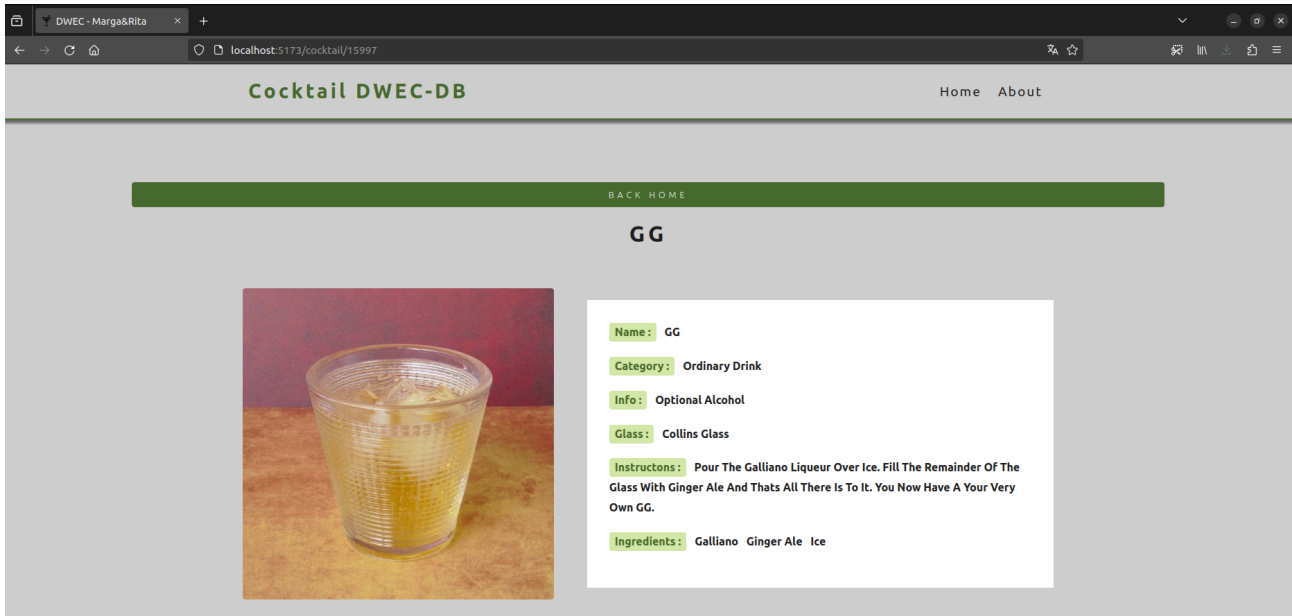 DWEC - Marga&Rita
localhost:5173/cocktail/15997
Cocktail DWEC-DB
Home About
BACK HOME
GG
Name : GG
Category : Ordinary Drink
Info : Optional Alcohol
Glass : Collins Glass
Instructons : Pour The Galliano Liqueur Over Ice. Fill The Remainder Of The
Glass With Ginger Ale And Thats All There Is To It. You Now Have A Your Very
Own GG.
Ingredients : Galliano Ginger Ale Ice